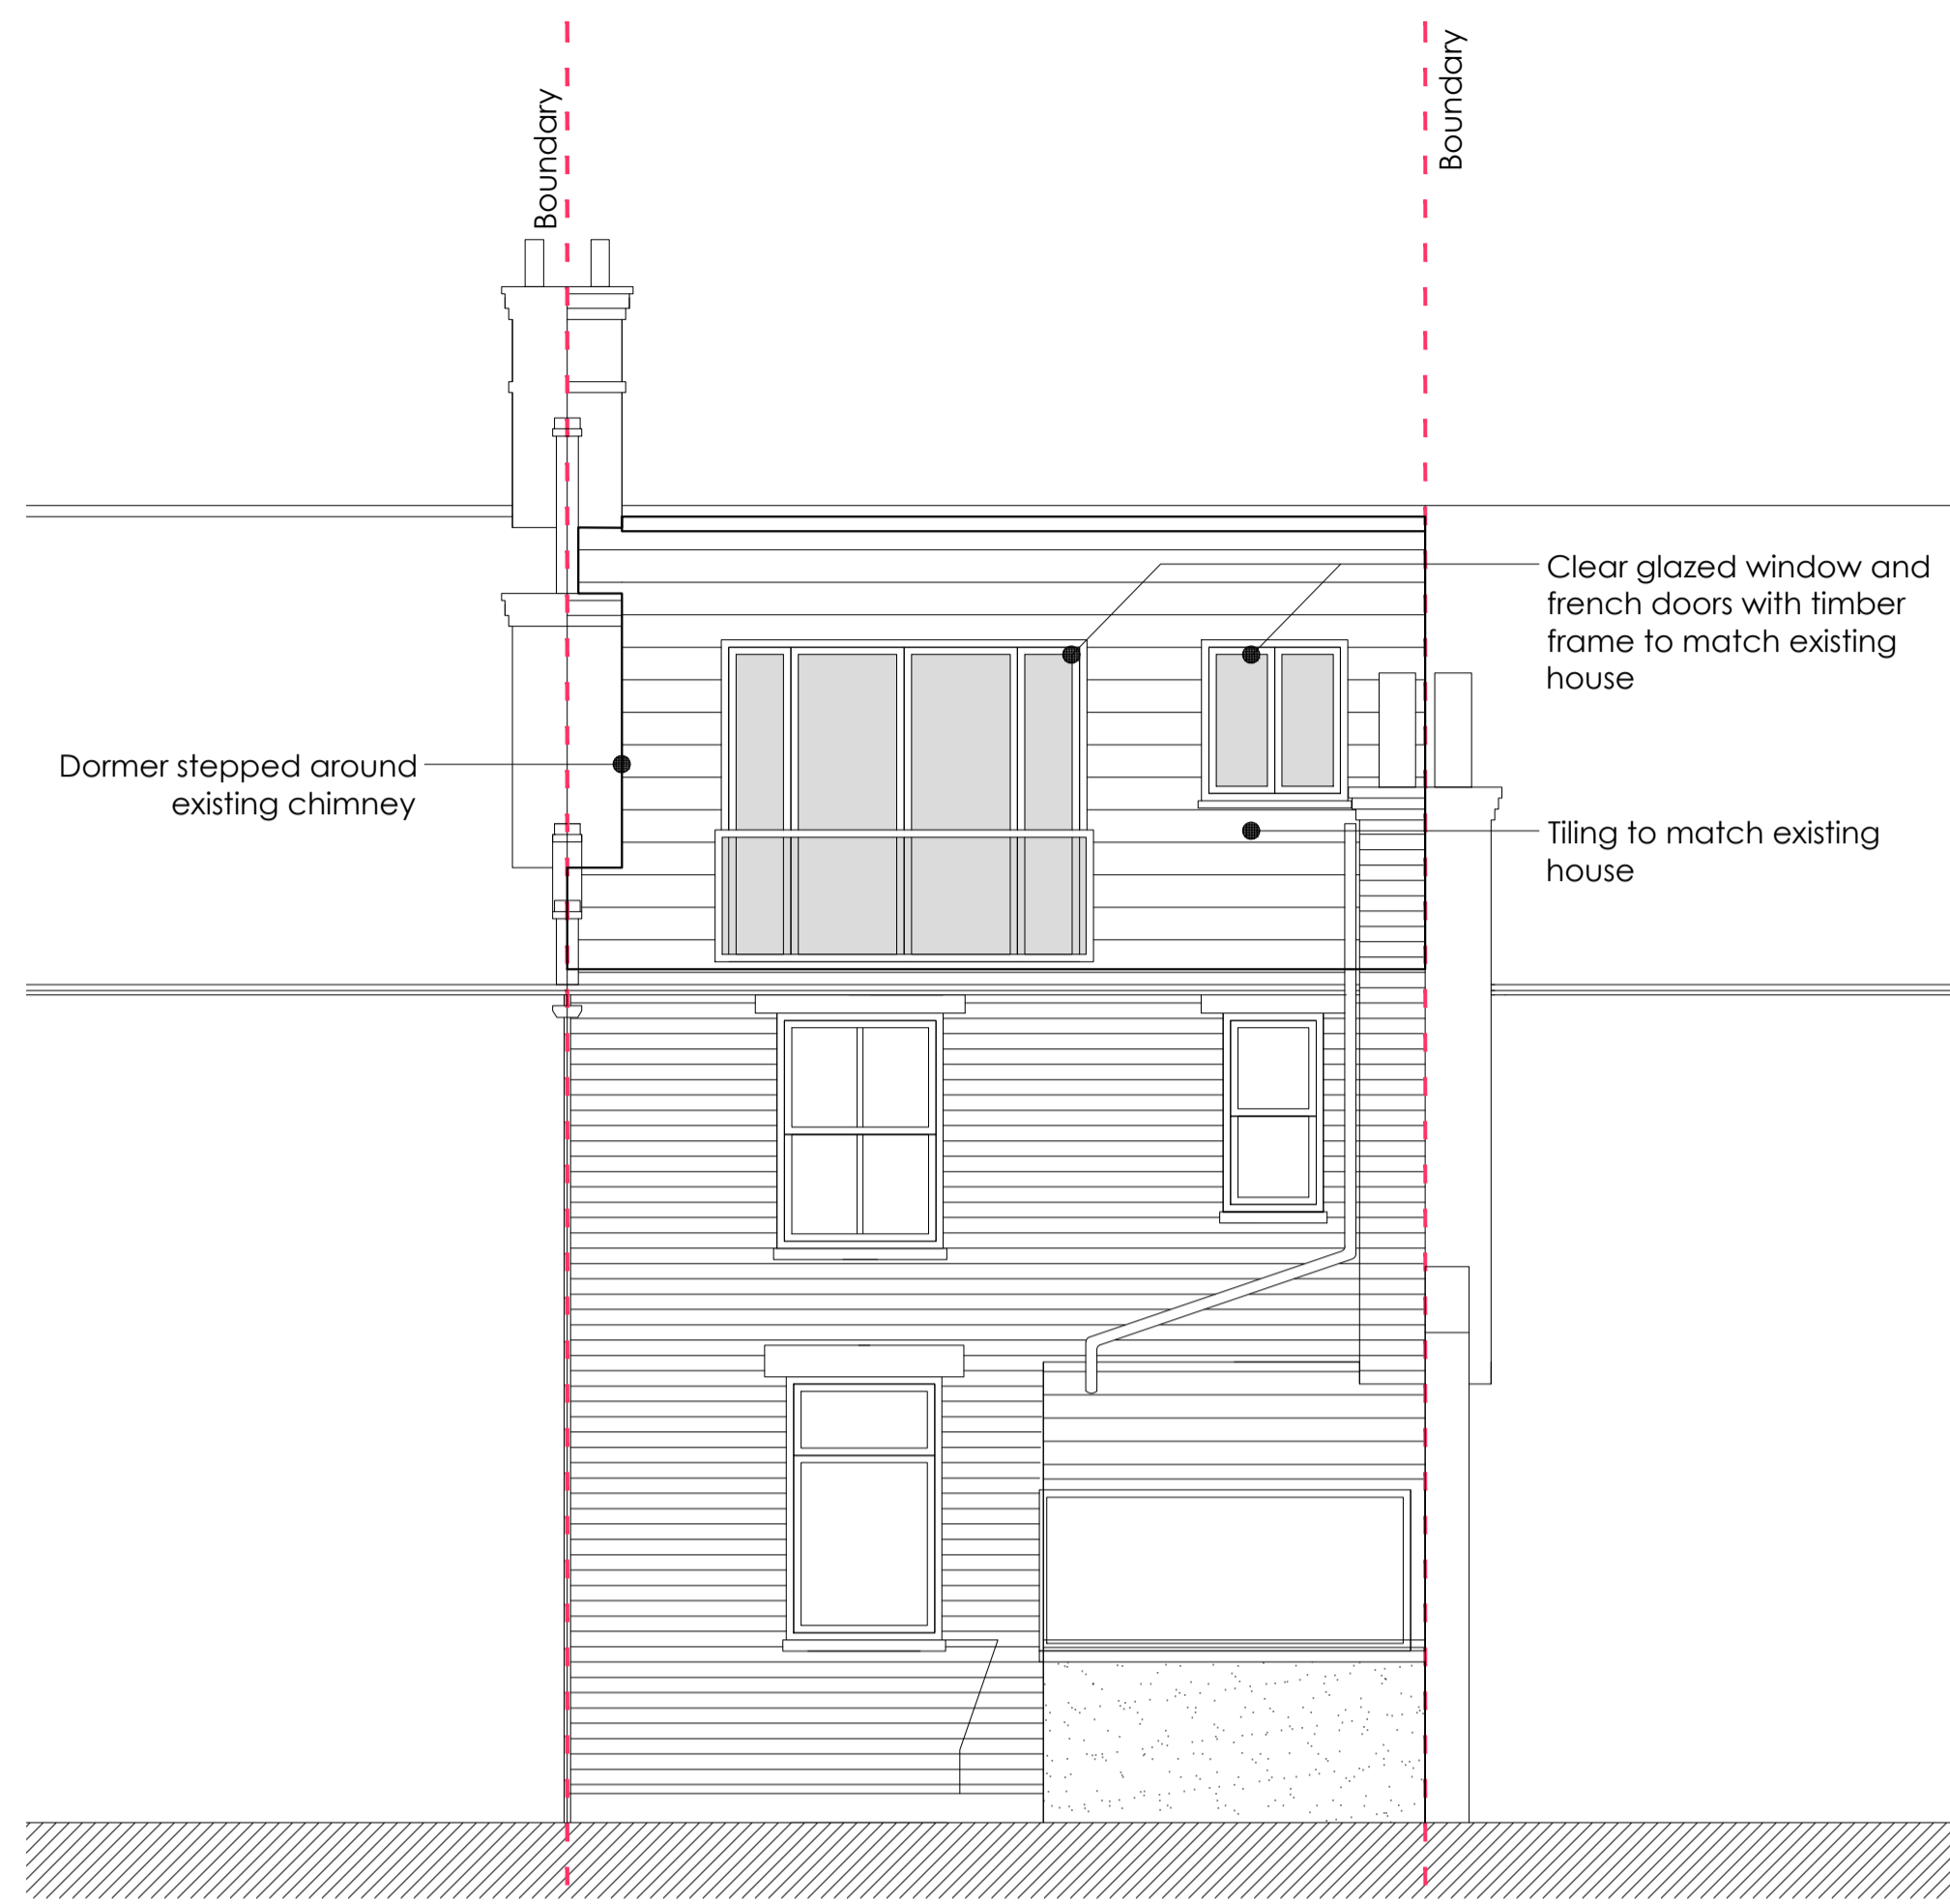 Boundary
Boundary
Clear glazed window and
french doors with timber
frame to match existing
house
Dormer stepped around
existing chimney
Tiling to match existing
house